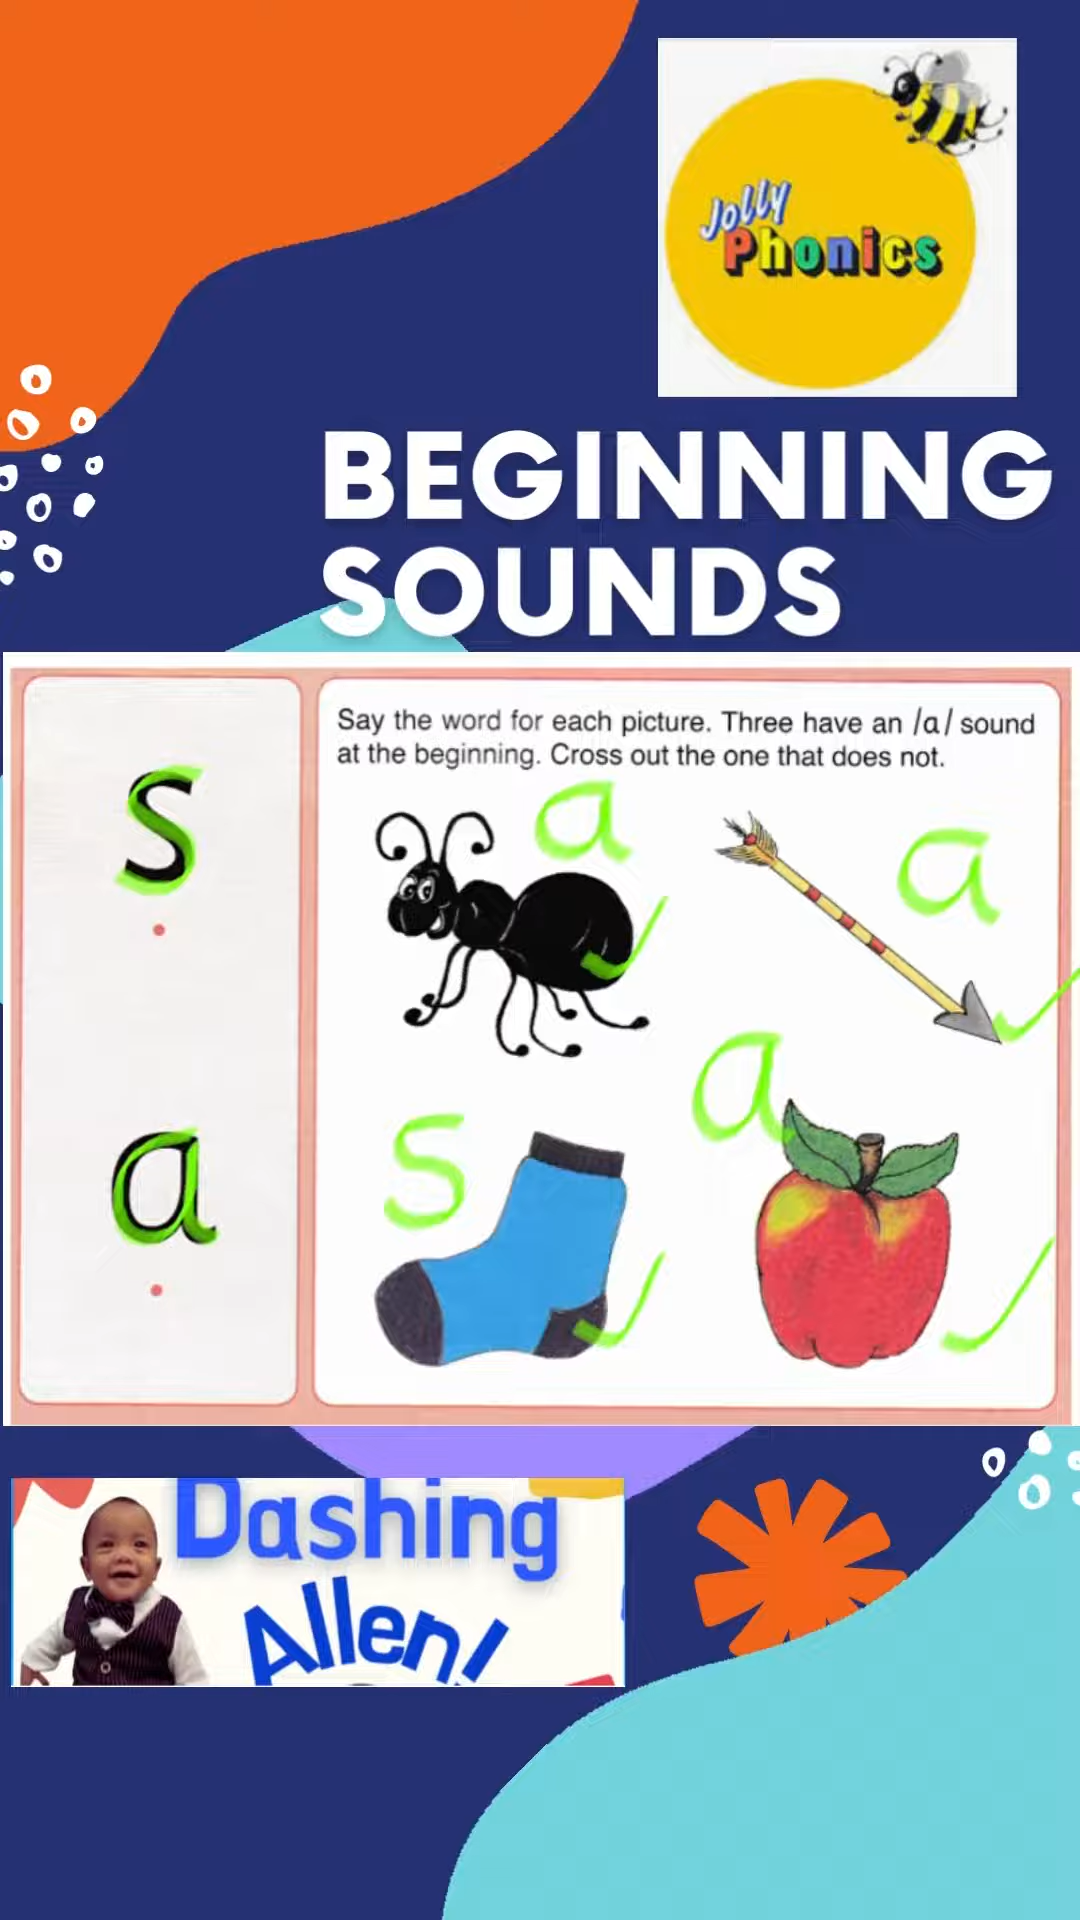 Jolly
Phonics
BEGINNING
SOUNDS
Say the word for each picture. Three have an /a/ sound
at the beginning. Cross out the one that does not.
s
a
a
a
s
a
Dashing
Allen!